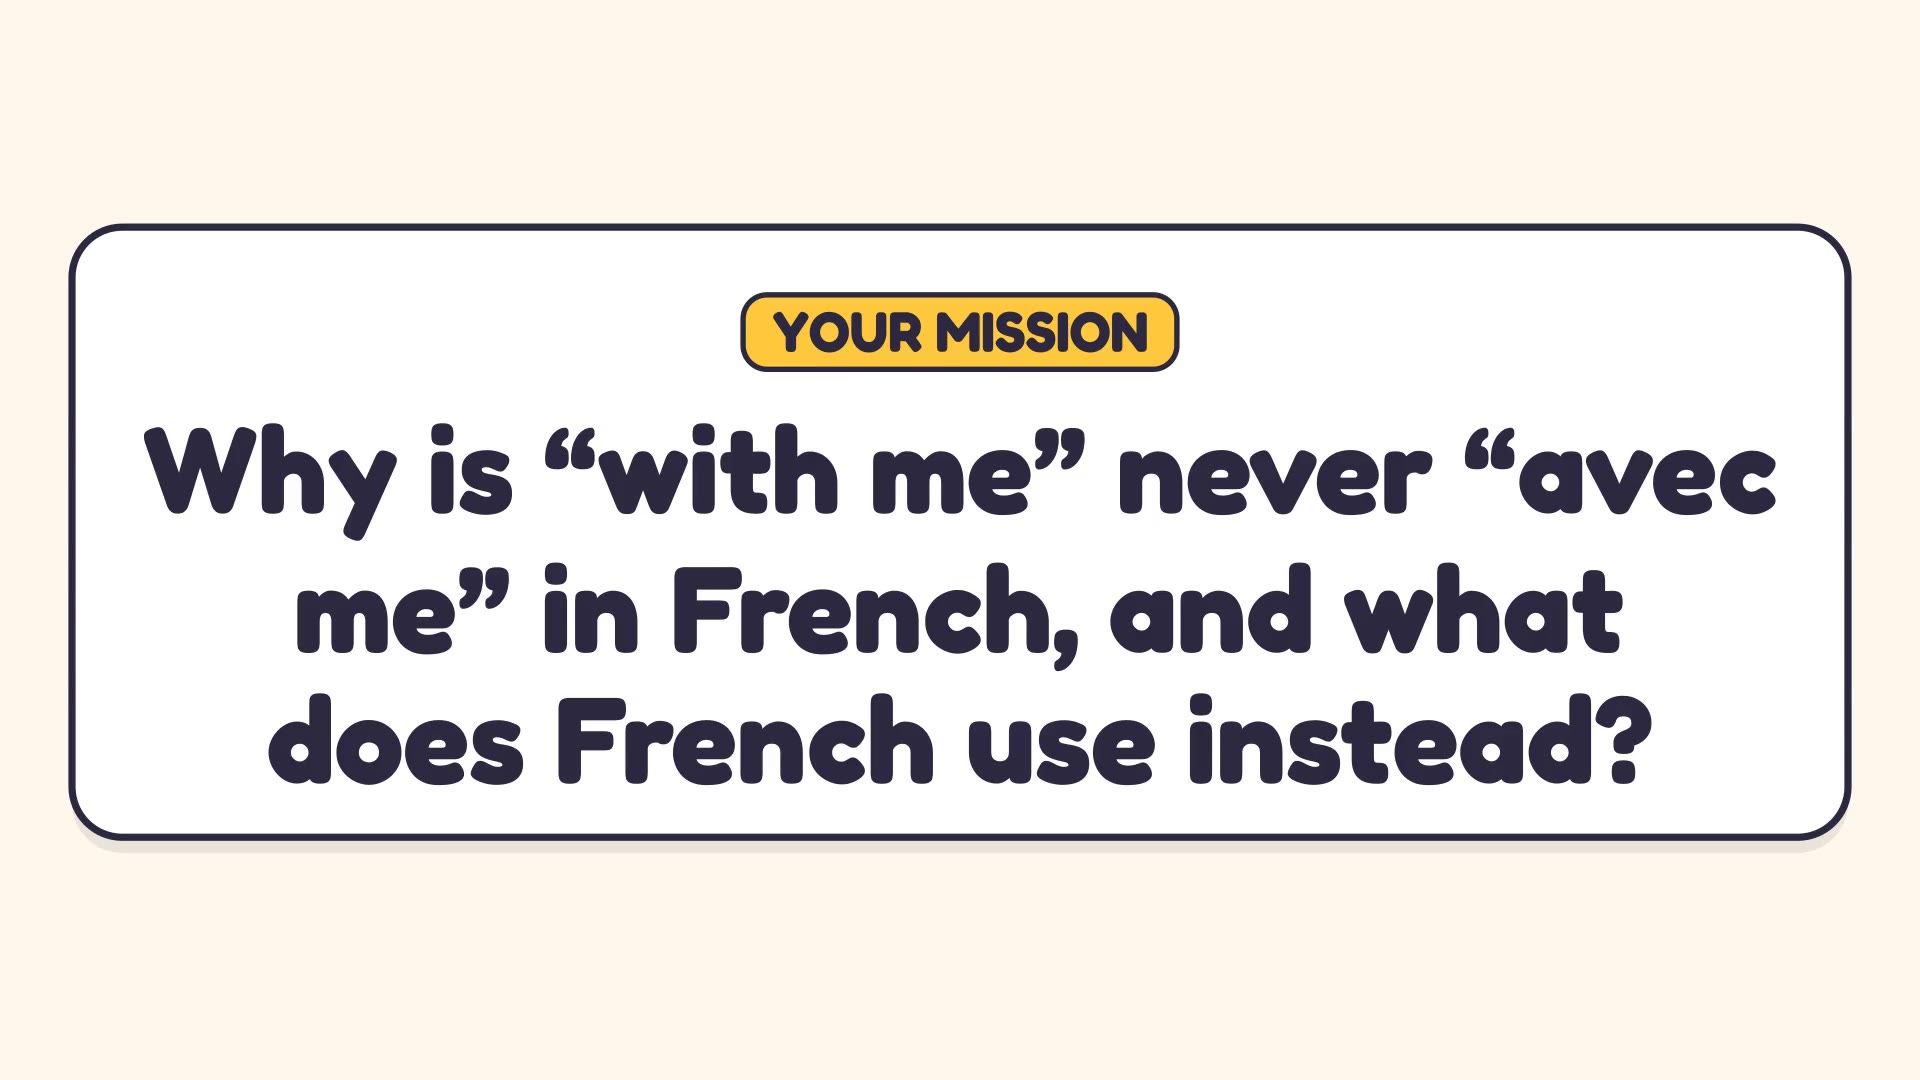 YOUR MISSION
Why is “with me” never “avec
me” in French, and what
does French use instead?